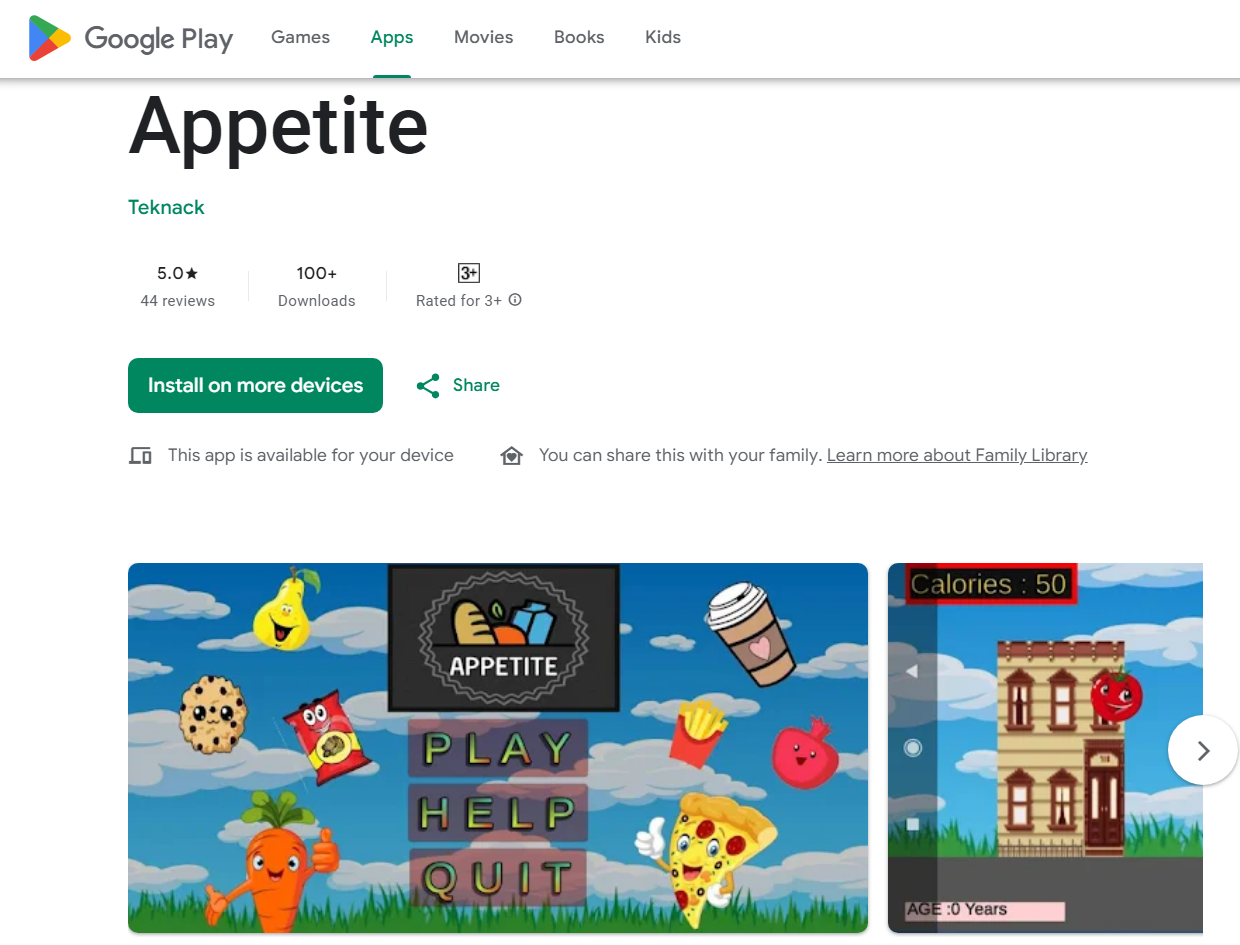 Google Play Games Apps Movies Books Kids
Appetite
Teknack
5.0★ 100+ 3+
44 reviews Downloads Rated for 3+
Install on more devices Share
This app is available for your device You can share this with your family. Learn more about Family Library
Calories : 50
APPETITE
PLAY
HELP
QUIT
AGE :0 Years